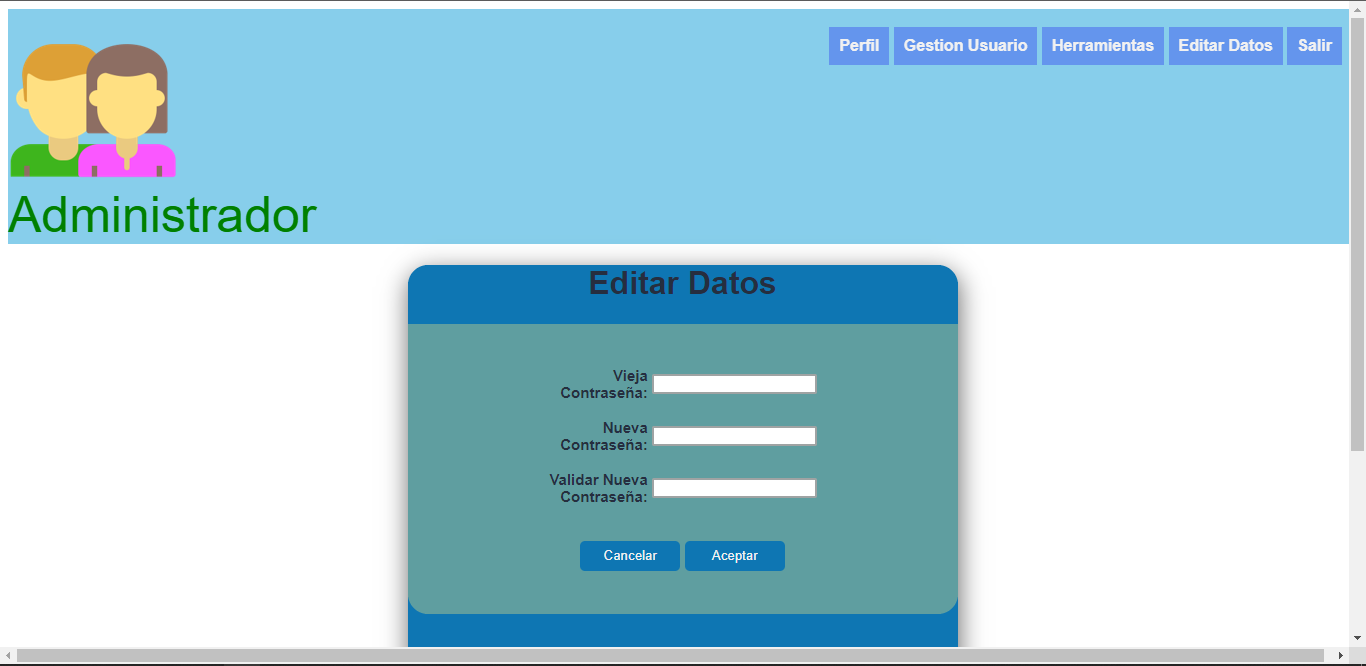 Perfil Gestion Usuario Herramientas Editar Datos Salir
Administrador
Editar Datos
Vieja
Contraseña:
Nueva
Contraseña:
Validar Nueva
Contraseña:
Cancelar Aceptar